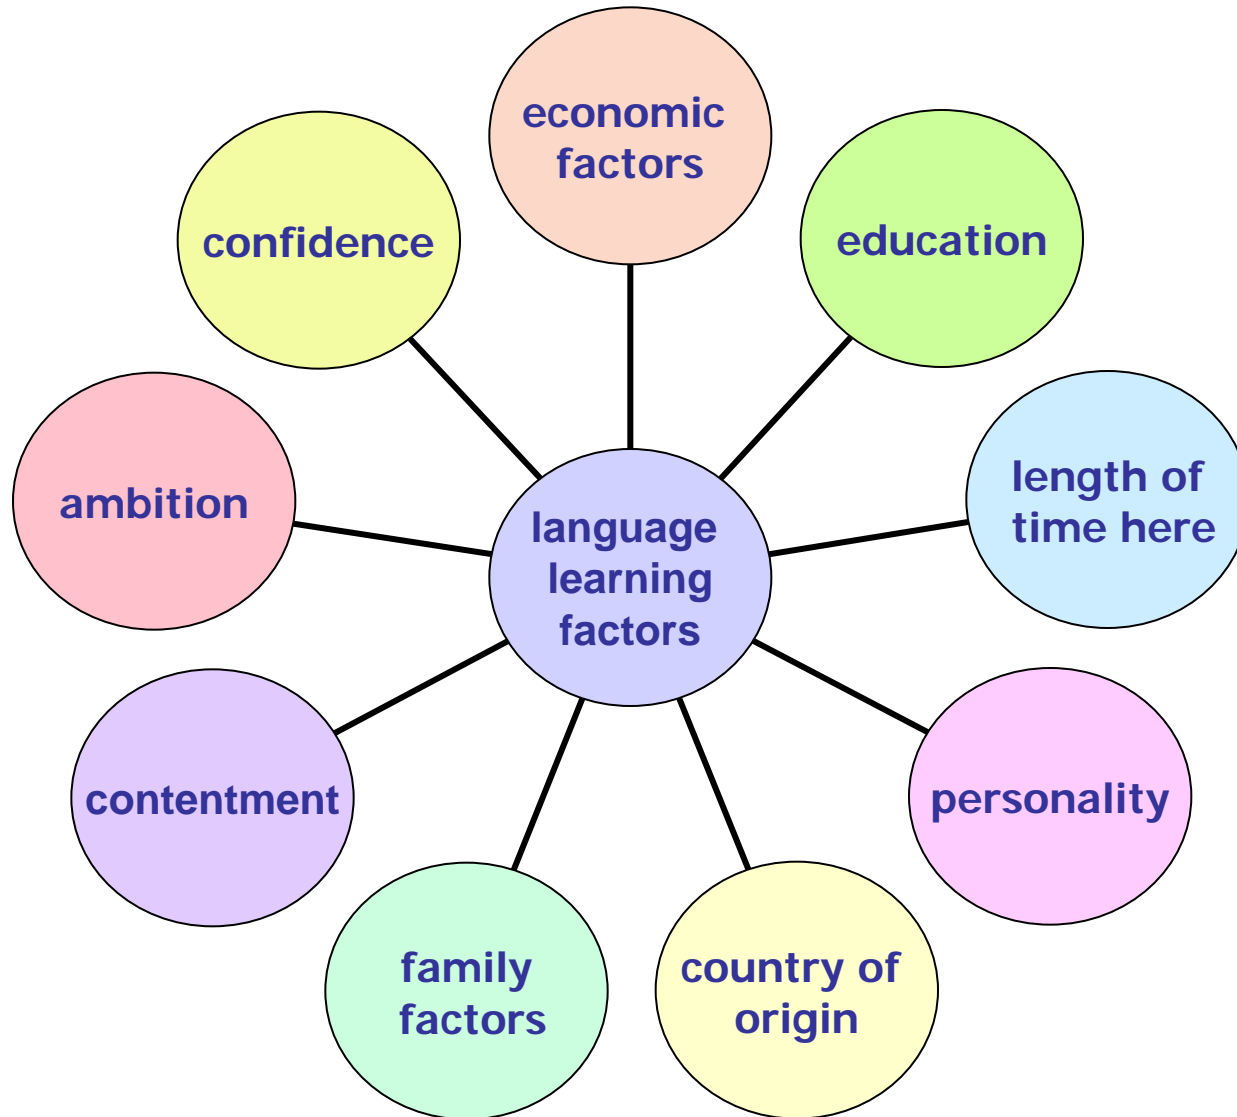 economic
factors
confidence
education
ambition
length of
time here
language
learning
factors
contentment
personality
family
factors
country of
origin